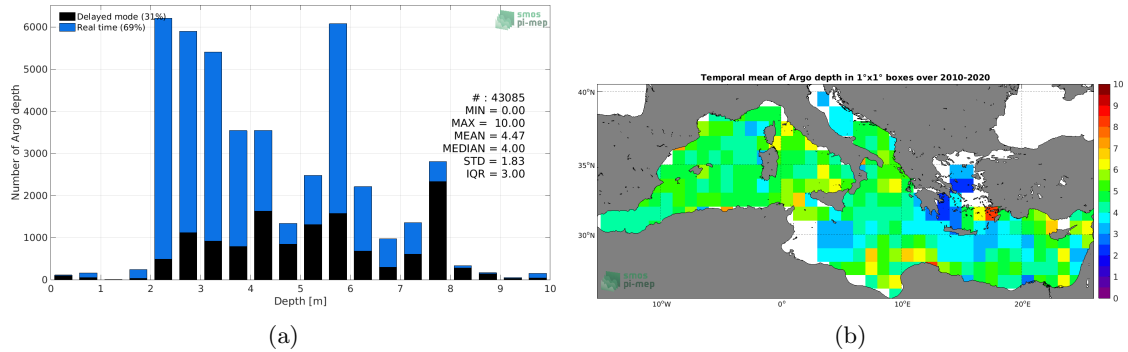 Delayed mode (31%)
Real time (69%)
smos
pi-mep
Number of Argo depth
6000
5000
4000
3000
2000
1000
0
# : 43085
MIN = 0.00
MAX = 10.00
MEAN = 4.47
MEDIAN = 4.00
STD = 1.83
IQR = 3.00
0 1 2 3 4 5 6 7 8 9 10
Depth [m]
(a)
Temporal mean of Argo depth in 1°x1° boxes over 2010-2020
40°N
35°N
30°N
10°W 0° 10°E 20°E
smos
pi-mep
10
9
8
7
6
5
4
3
2
1
0
(b)